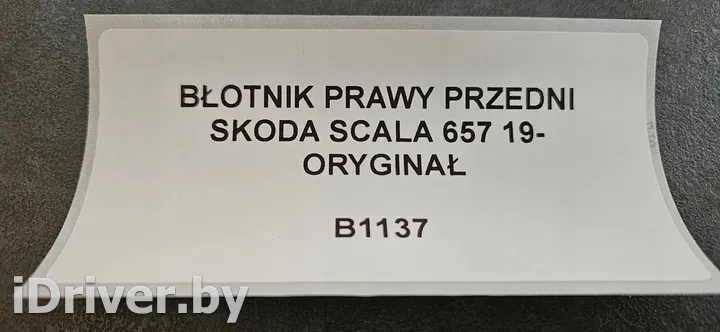 BŁOTNIK PRAWY PRZEDNI
SKODA SCALA 657 19-
ORYGINAŁ
B1137
iDriver.by